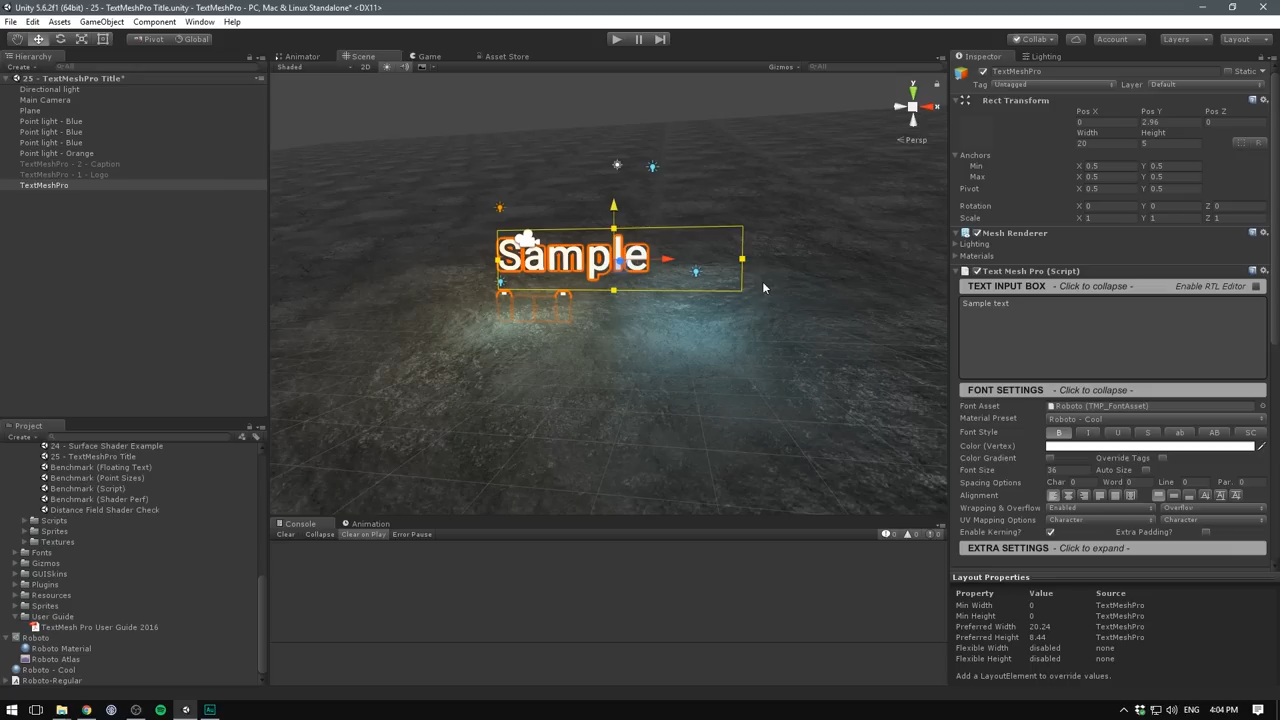 Unity 5.6.2f1 (64bit) - 25 - TextMeshPro Title.unity - PC, Mac & Linux Standalone* <DX11>
File Edit Assets GameObject Component Window Help
Pivot Global Collab Account Layers Layout
Hierarchy Animator Scene Game Asset Store Inspector Lighting
Create All Shaded 2D Gizmos All
TextMeshPro Static
Tag Untagged Layer Default
25 - TextMeshPro Title*
Directional light
Main Camera
Plane
Point light - Blue
Point light - Blue
Point light - Blue
Point light - Orange
TextMeshPro - 2 - Caption
TextMeshPro - 1 - Logo
TextMeshPro
y
x
Persp
Sample
Rect Transform
Pos X Pos Y Pos Z
0 2.96 0
Width Height
20 5
R
Anchors
Min X 0.5 Y 0.5
Max X 0.5 Y 0.5
Pivot X 0.5 Y 0.5
Rotation X 0 Y 0 Z 0
Scale X 1 Y 1 Z 1
Mesh Renderer
Lighting
Materials
Text Mesh Pro (Script)
TEXT INPUT BOX - Click to collapse - Enable RTL Editor
Sample text
FONT SETTINGS - Click to collapse -
Font Asset Roboto (TMP_FontAsset)
Material Preset Roboto - Cool
Font Style B I U S ab AB SC
Color (Vertex)
Color Gradient Override Tags
Font Size 36 Auto Size
Spacing Options Char 0 Word 0 Line 0 Par. 0
Alignment
Wrapping & Overflow Enabled Overflow
UV Mapping Options Character Character
Enable Kerning? Extra Padding?
EXTRA SETTINGS - Click to expand -
Layout Properties
Property Value Source
Min Width 0 TextMeshPro
Min Height 0 TextMeshPro
Preferred Width 20.24 TextMeshPro
Preferred Height 8.44 TextMeshPro
Flexible Width disabled none
Flexible Height disabled none
Add a LayoutElement to override values.
Project
Create
24 - Surface Shader Example
25 - TextMeshPro Title
Benchmark (Floating Text)
Benchmark (Point Sizes)
Benchmark (Script)
Benchmark (Shader Perf)
Distance Field Shader Check
Scripts
Sprites
Textures
Fonts
Gizmos
GUISkins
Plugins
Resources
Sprites
User Guide
TextMesh Pro User Guide 2016
Roboto
Roboto Material
Roboto Atlas
Roboto - Cool
Roboto-Regular
Console Animation
Clear Collapse Clear on Play Error Pause 0 0 0
4:04 PM